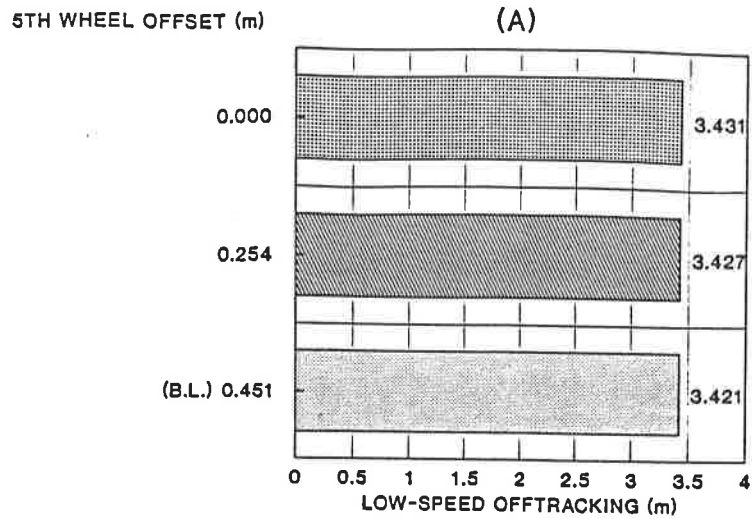 5TH WHEEL OFFSET (m)
(A)
0.000
3.431
0.254
3.427
(B.L.) 0.451
3.421
0 0.5 1 1.5 2 2.5 3 3.5 4
LOW-SPEED OFFTRACKING (m)